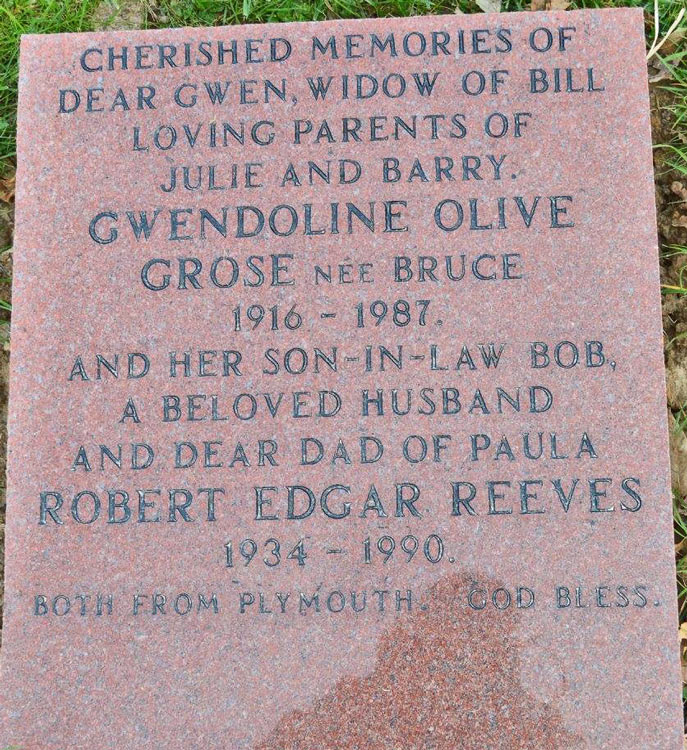 CHERISHED MEMORIES OF
DEAR GWEN, WIDOW OF BILL
LOVING PARENTS OF
JULIE AND BARRY.
GWENDOLINE OLIVE
GROSE NÉE BRUCE
1916 - 1987.
AND HER SON-IN-LAW BOB,
A BELOVED HUSBAND
AND DEAR DAD OF PAULA
ROBERT EDGAR REEVES
1934 - 1990.
BOTH FROM PLYMOUTH. GOD BLESS.